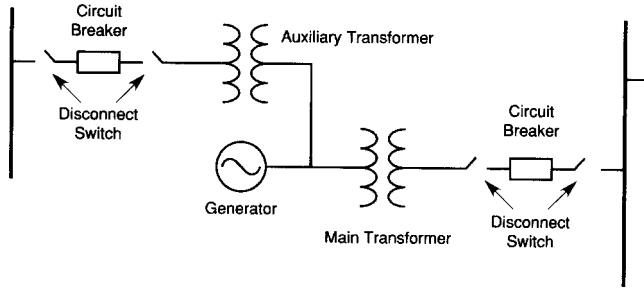 Circuit
Breaker
Auxiliary Transformer
Disconnect
Switch
Circuit
Breaker
Generator
Main Transformer
Disconnect
Switch